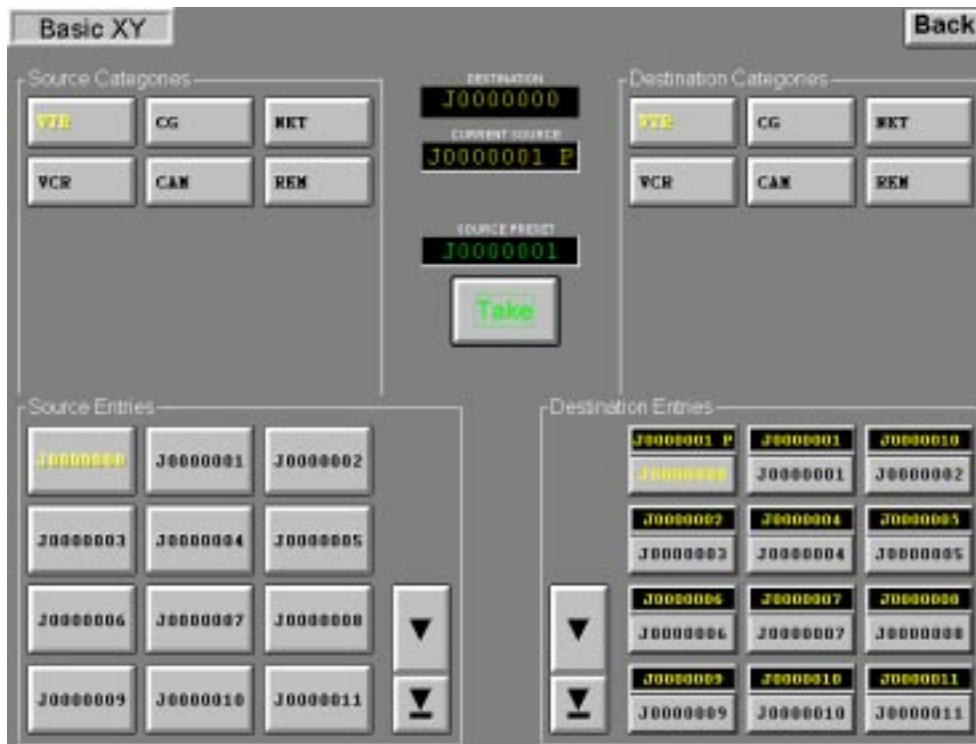 Basic XY
Back
Source Categories
VTR CG NET
VCR CAM REM
DESTINATION
J0000000
CURRENT SOURCE
J0000001 P
SOURCE PRESET
J0000001
Take
Destination Categories
VTR CG NET
VCR CAM REM
Source Entries
J0000000 J0000001 J0000002
J0000003 J0000004 J0000005
J0000006 J0000007 J0000008
J0000009 J0000010 J0000011
Destination Entries
J0000001 P J0000001 J0000010
J0000000 J0000001 J0000002
J0000002 J0000004 J0000005
J0000003 J0000004 J0000005
J0000006 J0000007 J0000008
J0000006 J0000007 J0000008
J0000009 J0000010 J0000011
J0000009 J0000010 J0000011